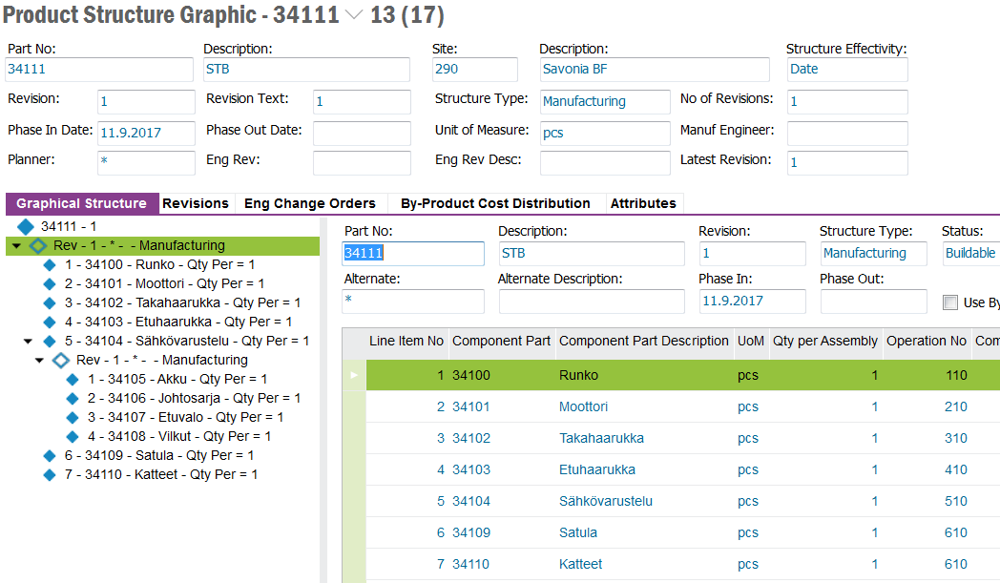 Product Structure Graphic - 34111 13 (17)
Part No: Description: Site: Description: Structure Effectivity:
34111 STB 290 Savonia BF Date
Revision: 1 Revision Text: 1 Structure Type: Manufacturing No of Revisions: 1
Phase In Date: 11.9.2017 Phase Out Date: Unit of Measure: pcs Manuf Engineer:
Planner: * Eng Rev: Eng Rev Desc: Latest Revision: 1
Graphical Structure Revisions Eng Change Orders By-Product Cost Distribution Attributes
34111 - 1
Rev - 1 - * - - Manufacturing
1 - 34100 - Runko - Qty Per = 1
2 - 34101 - Moottori - Qty Per = 1
3 - 34102 - Takahaarukka - Qty Per = 1
4 - 34103 - Etuhaarukka - Qty Per = 1
5 - 34104 - Sähkövarustelu - Qty Per = 1
Rev - 1 - * - - Manufacturing
1 - 34105 - Akku - Qty Per = 1
2 - 34106 - Johtosarja - Qty Per = 1
3 - 34107 - Etuvalo - Qty Per = 1
4 - 34108 - Vilkut - Qty Per = 1
6 - 34109 - Satula - Qty Per = 1
7 - 34110 - Katteet - Qty Per = 1
Part No: Description: Revision: Structure Type: Status:
34111 STB 1 Manufacturing Buildable
Alternate: Alternate Description: Phase In: Phase Out:
* 11.9.2017 Use By
Line Item No Component Part Component Part Description UoM Qty per Assembly Operation No Com
1 34100 Runko pcs 1 110
2 34101 Moottori pcs 1 210
3 34102 Takahaarukka pcs 1 310
4 34103 Etuhaarukka pcs 1 410
5 34104 Sähkövarustelu pcs 1 510
6 34109 Satula pcs 1 610
7 34110 Katteet pcs 1 610